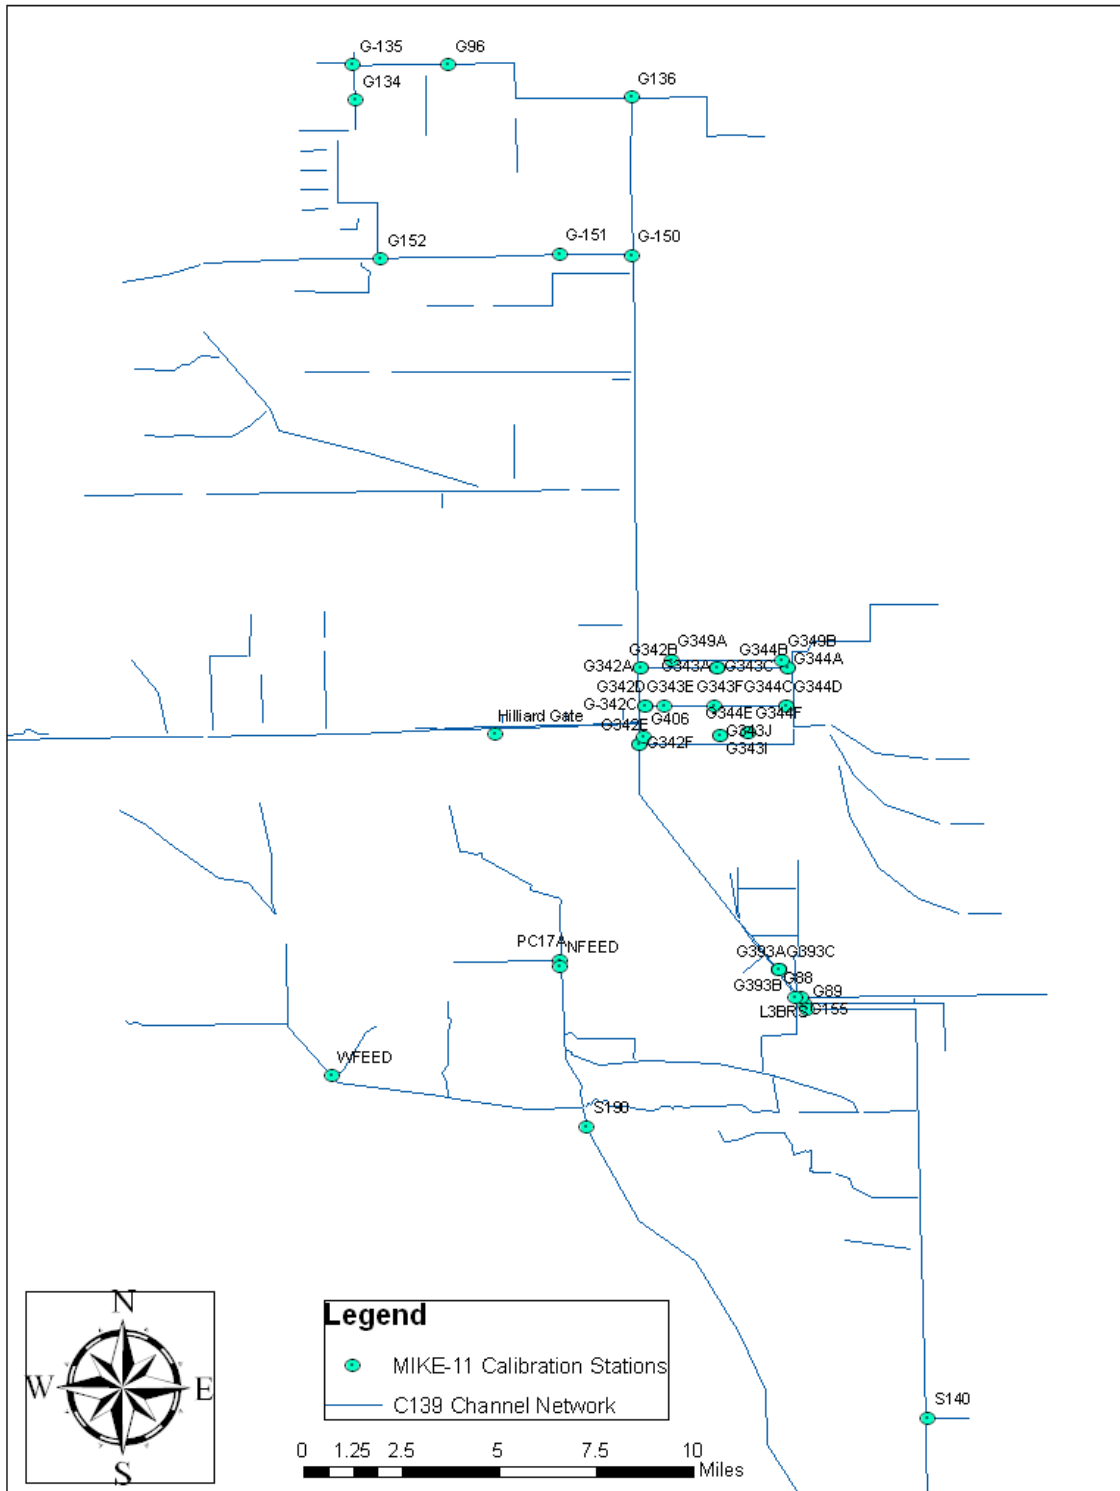 G-135
G96
G134
G136
G152
G-151
G-150
G349A
G349B
G342B
G344B
G342A
G343A
G343C
G344A
G342D
G343E
G343F
G344C
G344D
G-342C
G406
G344E
G344F
Hilliard Gate
G342E
G342F
G343J
G343I
PC17A
NFEED
G393A
G393C
G88
G393B
G89
L3BRS
G155
WFEED
S190
S140
N
W
E
S
Legend
MIKE-11 Calibration Stations
C139 Channel Network
0 1.25 2.5 5 7.5 10
Miles